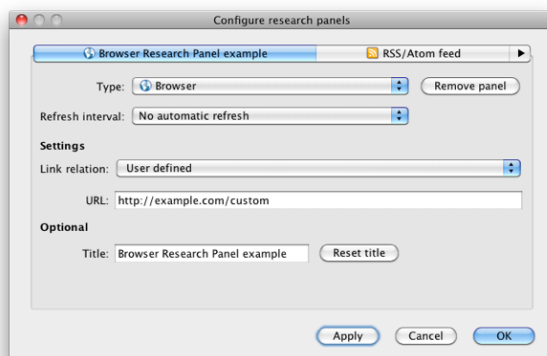 Configure research panels
Browser Research Panel example RSS/Atom feed
Type: Browser Remove panel
Refresh interval: No automatic refresh
Settings
Link relation: User defined
URL: http://example.com/custom
Optional
Title: Browser Research Panel example Reset title
Apply Cancel OK